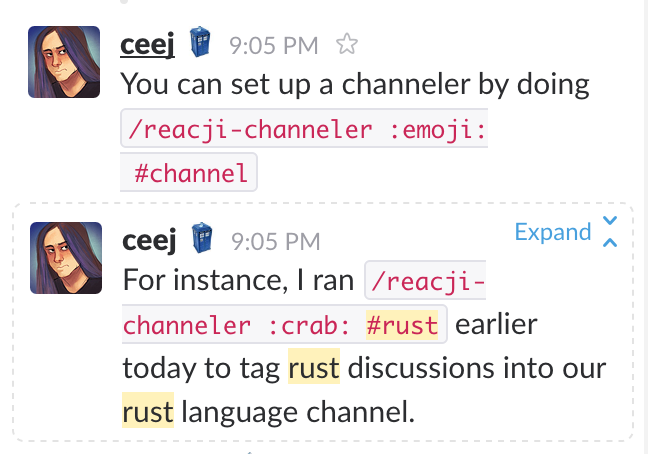 ceej 9:05 PM
You can set up a channeler by doing
/reacji-channeler :emoji:
#channel
ceej 9:05 PM Expand
For instance, I ran /reacji-
channeler :crab: #rust earlier
today to tag rust discussions into our
rust language channel.